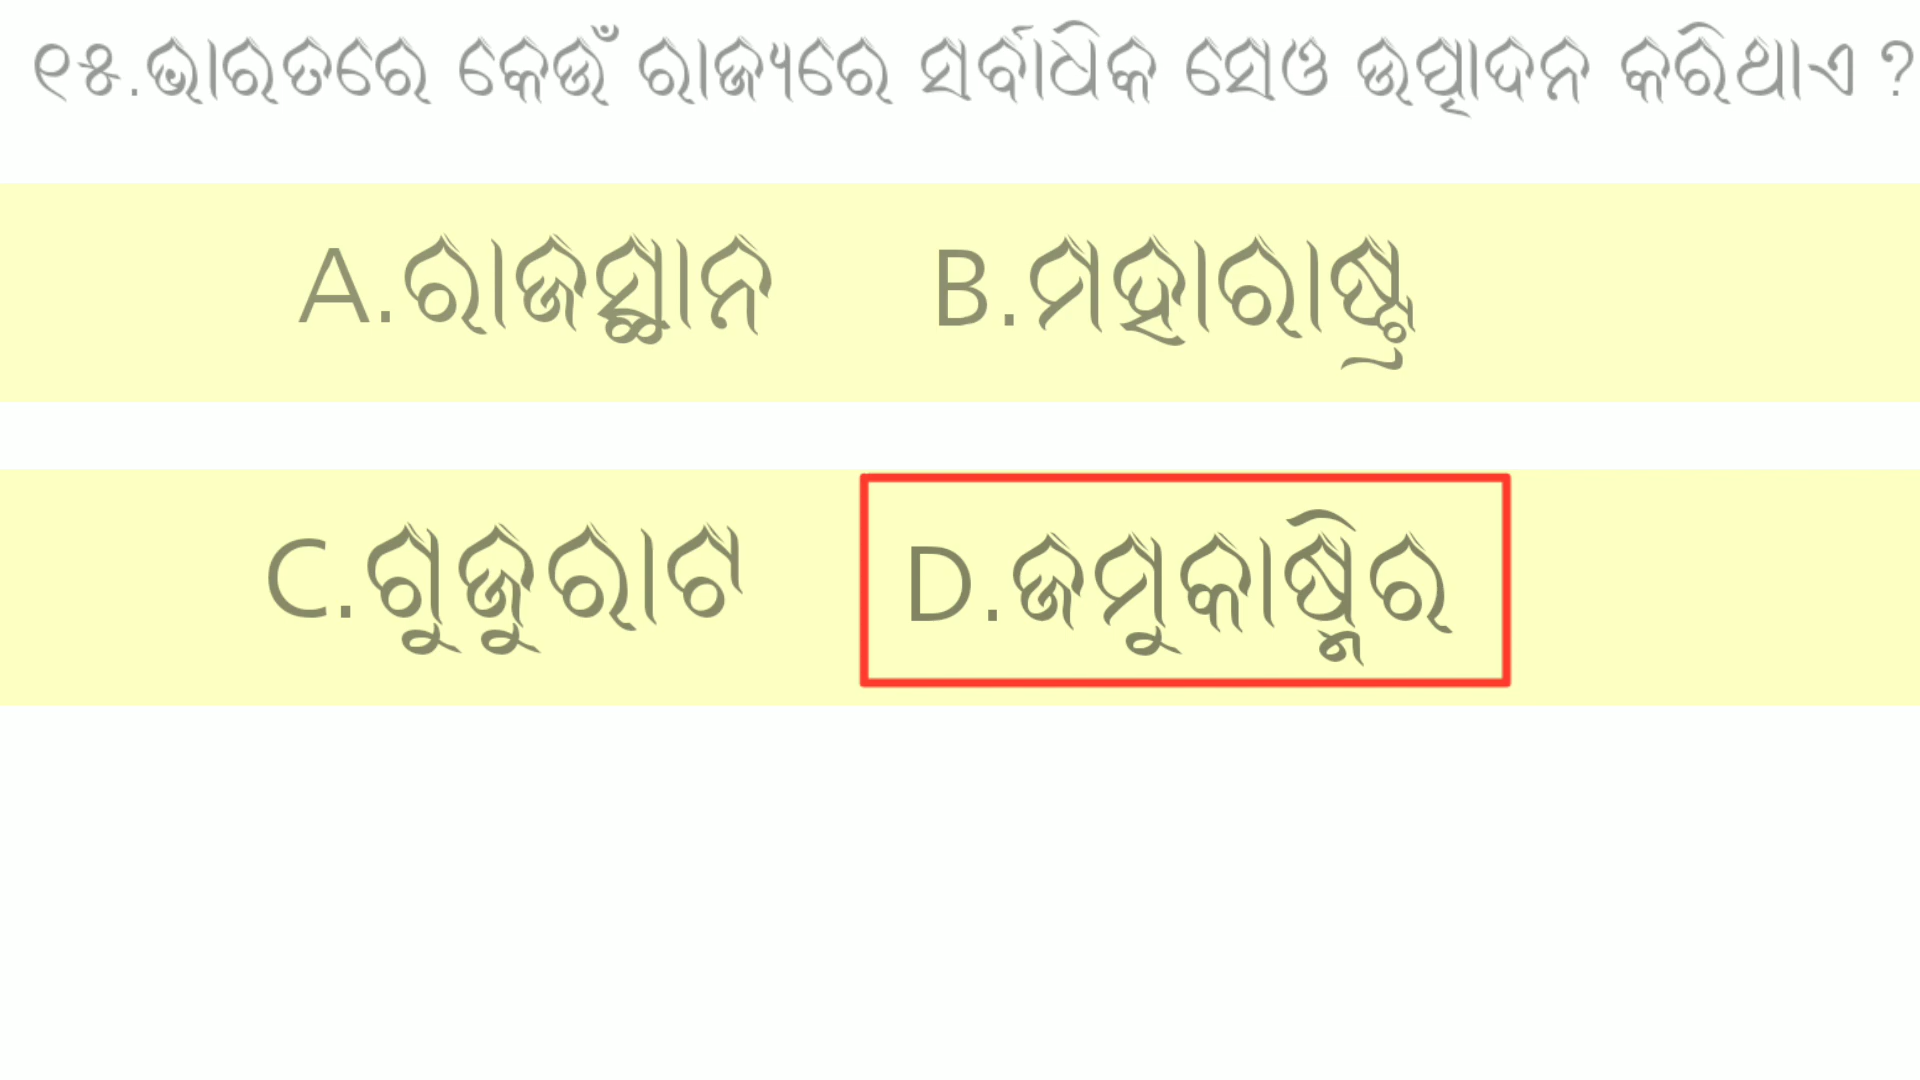 ୧୫.ଭାରତରେ କେଉଁ ରାଜ୍ୟରେ ସର୍ବାଧିକ ସେଓ ଉତ୍ପାଦନ କରିଥାଏ ?
A.ରାଜସ୍ଥାନ B.ମହାରାଷ୍ଟ୍ର
C.ଗୁଜୁରାଟ D.ଜମୁକାଷ୍ମିର